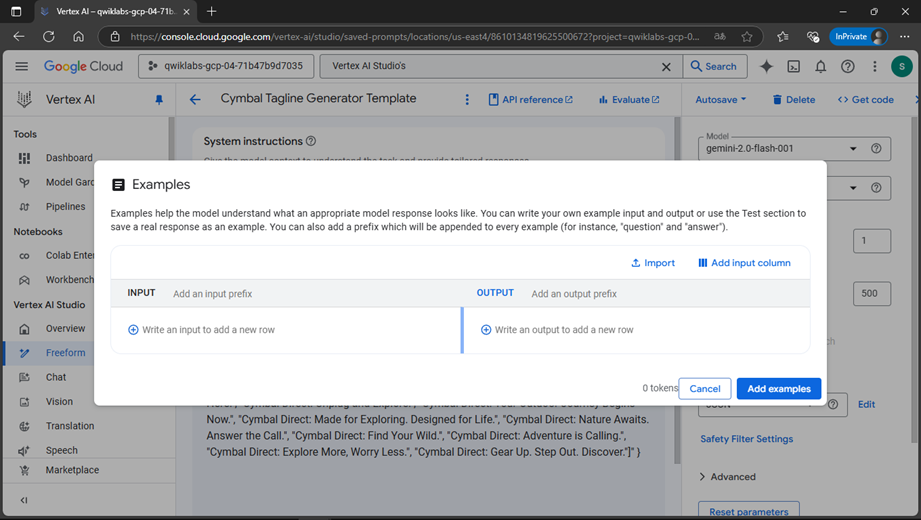 Vertex AI – qwiklabs-gcp-04-71b
https://console.cloud.google.com/vertex-ai/studio/saved-prompts/locations/us-east4/8610134819625500672?project=qwiklabs-gcp-0...
InPrivate
Google Cloud
qwiklabs-gcp-04-71b47b9d7035
Vertex AI Studio's
Search
S
Vertex AI
Cymbal Tagline Generator Template
API reference
Evaluate
Autosave
Delete
Get code
Tools
Dashboard
Model Gard
Pipelines
Notebooks
Colab Enter
Workbench
Vertex AI Studio
Overview
Freeform
Chat
Vision
Translation
Speech
Marketplace
System instructions
Model
gemini-2.0-flash-001
1
500
Examples
Examples help the model understand what an appropriate model response looks like. You can write your own example input and output or use the Test section to
save a real response as an example. You can also add a prefix which will be appended to every example (for instance, "question" and "answer").
Import
Add input column
INPUT Add an input prefix
OUTPUT Add an output prefix
Write an input to add a new row
Write an output to add a new row
0 tokens
Cancel
Add examples
Now.", "Cymbal Direct: Made for Exploring. Designed for Life.", "Cymbal Direct: Nature Awaits.
Answer the Call.", "Cymbal Direct: Find Your Wild.", "Cymbal Direct: Adventure is Calling.",
"Cymbal Direct: Explore More, Worry Less.", "Cymbal Direct: Gear Up. Step Out. Discover."]" }
JSON
Edit
Safety Filter Settings
Advanced
Reset parameters